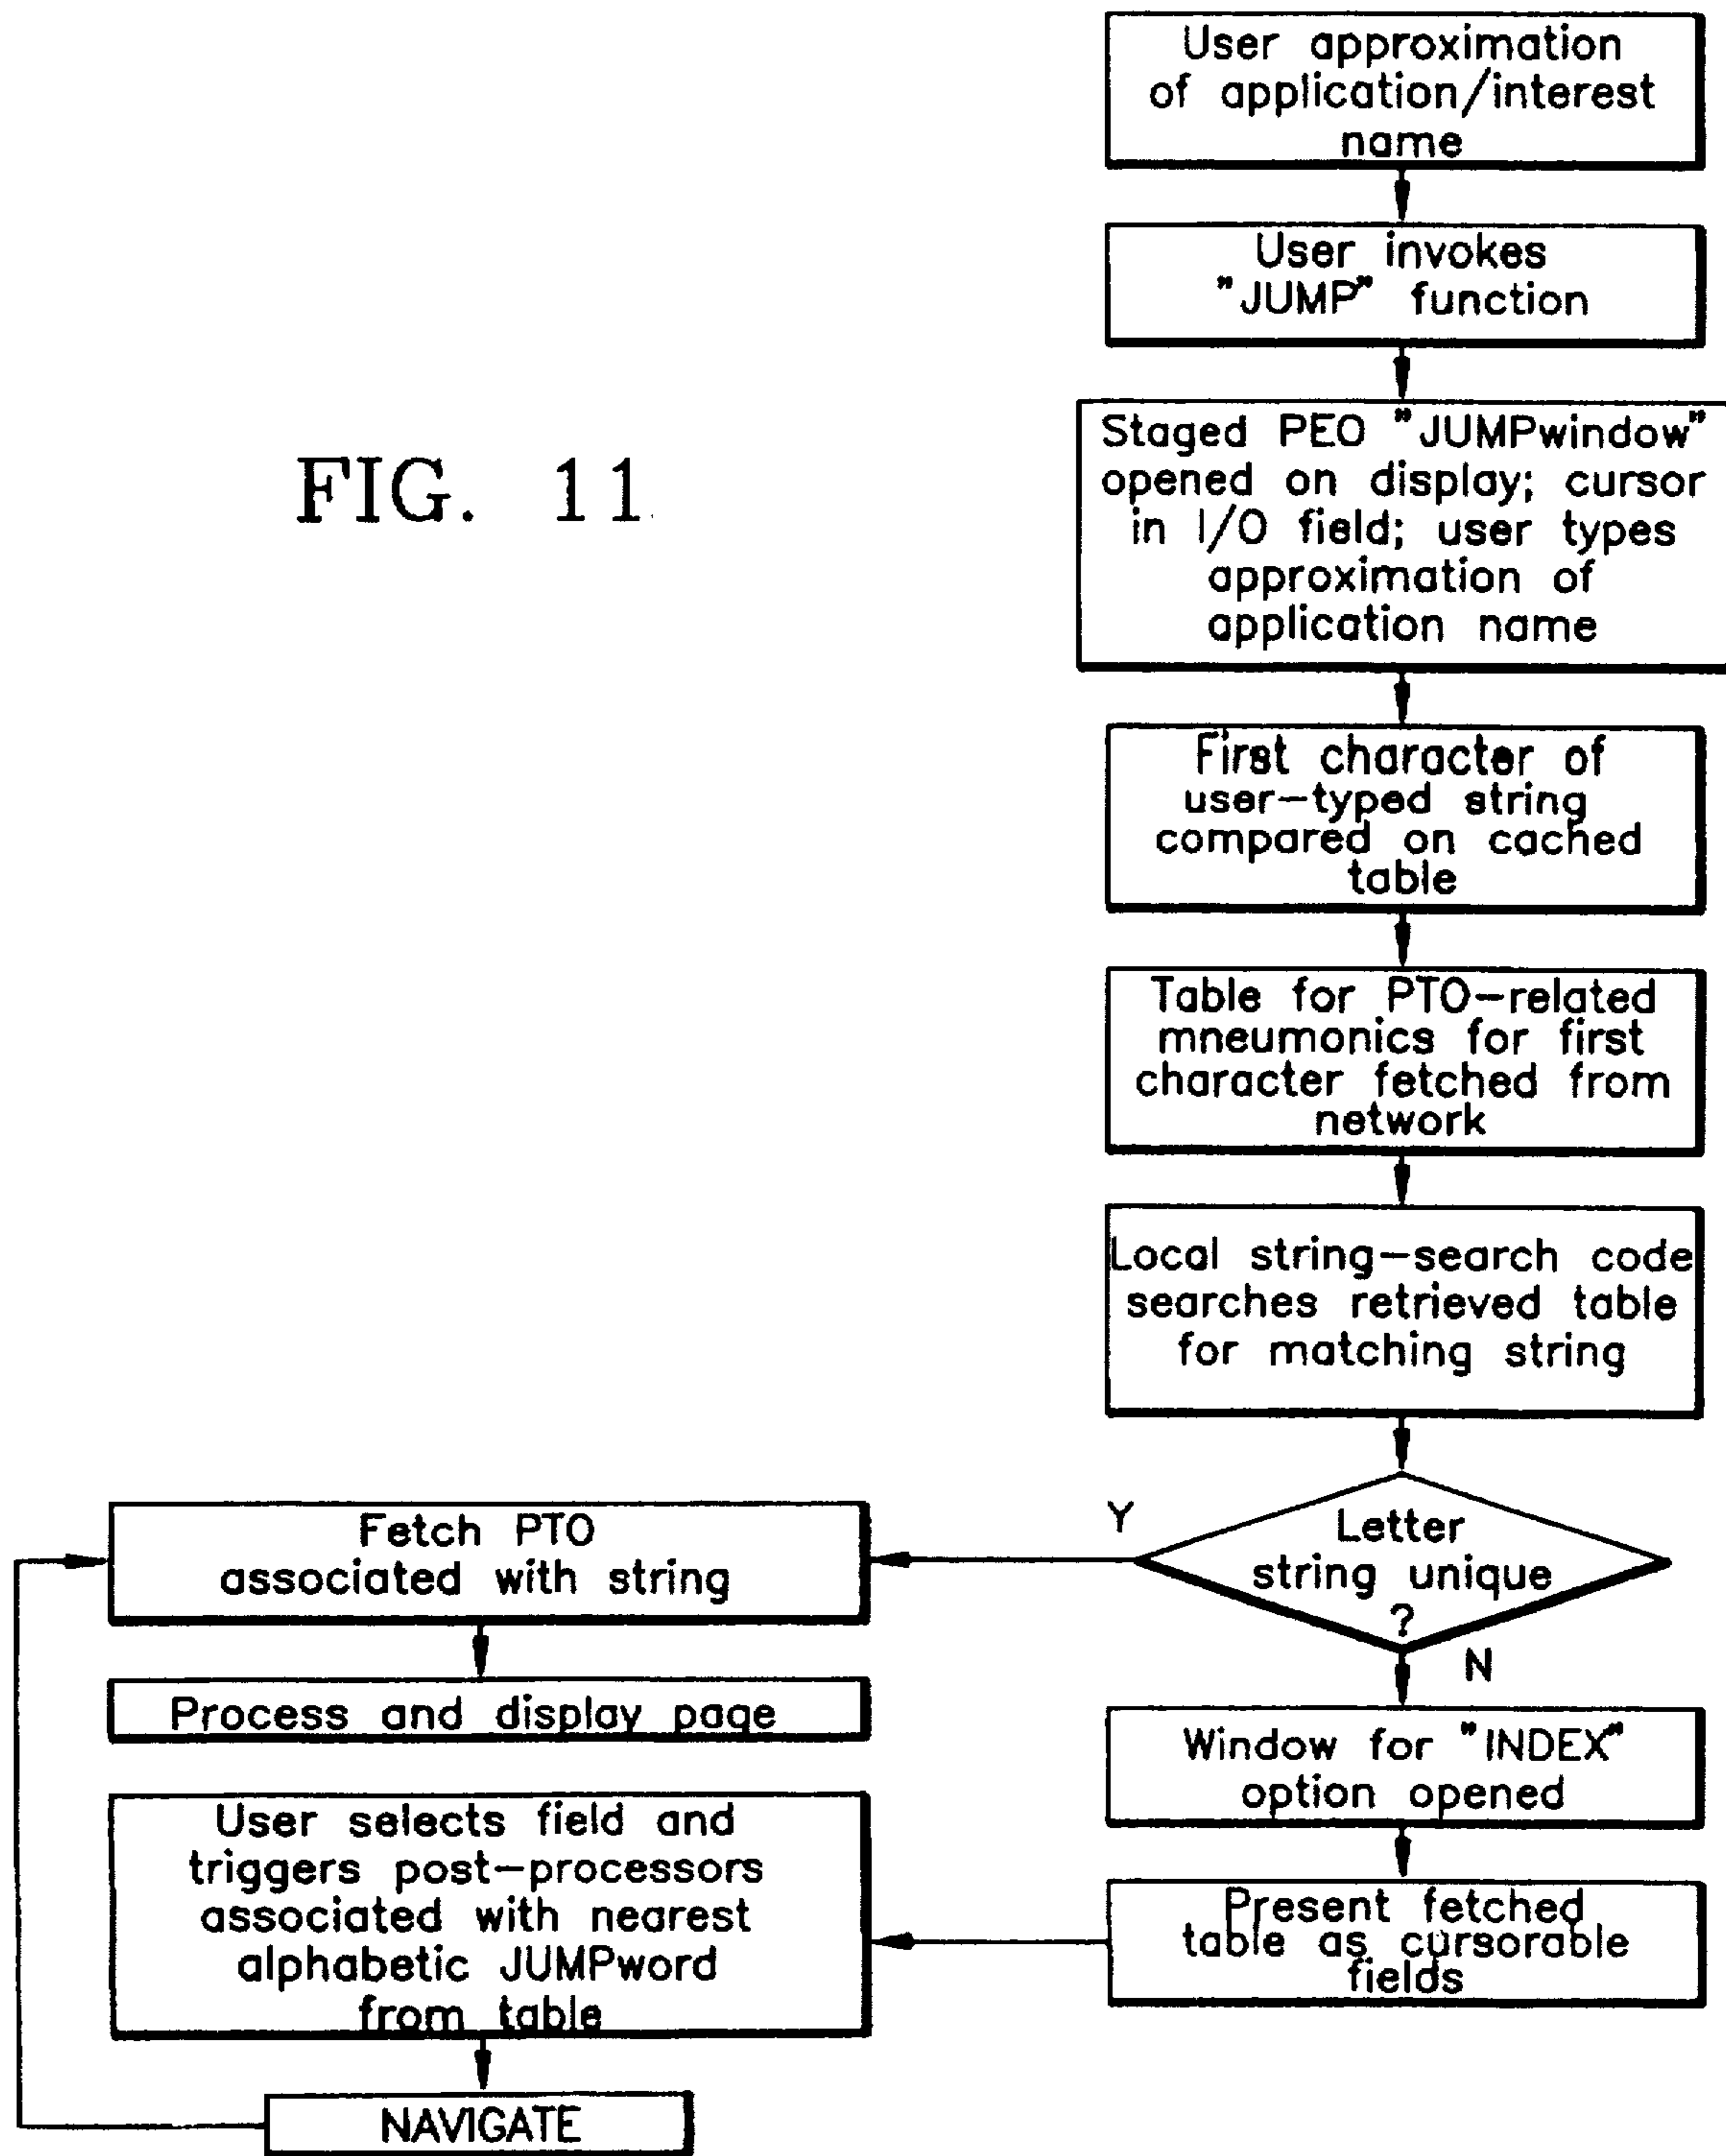 FIG. 11
User approximation
of application/interest
name
User invokes
"JUMP" function
Staged PEO "JUMPwindow"
opened on display; cursor
in I/O field; user types
approximation of
application name
First character of
user-typed string
compared on cached
table
Table for PTO-related
mneumonics for first
character fetched from
network
Local string-search code
searches retrieved table
for matching string
Letter
string unique
?
Y
N
Fetch PTO
associated with string
Process and display page
Window for "INDEX"
option opened
Present fetched
table as cursorable
fields
User selects field and
triggers post-processors
associated with nearest
alphabetic JUMPword
from table
NAVIGATE